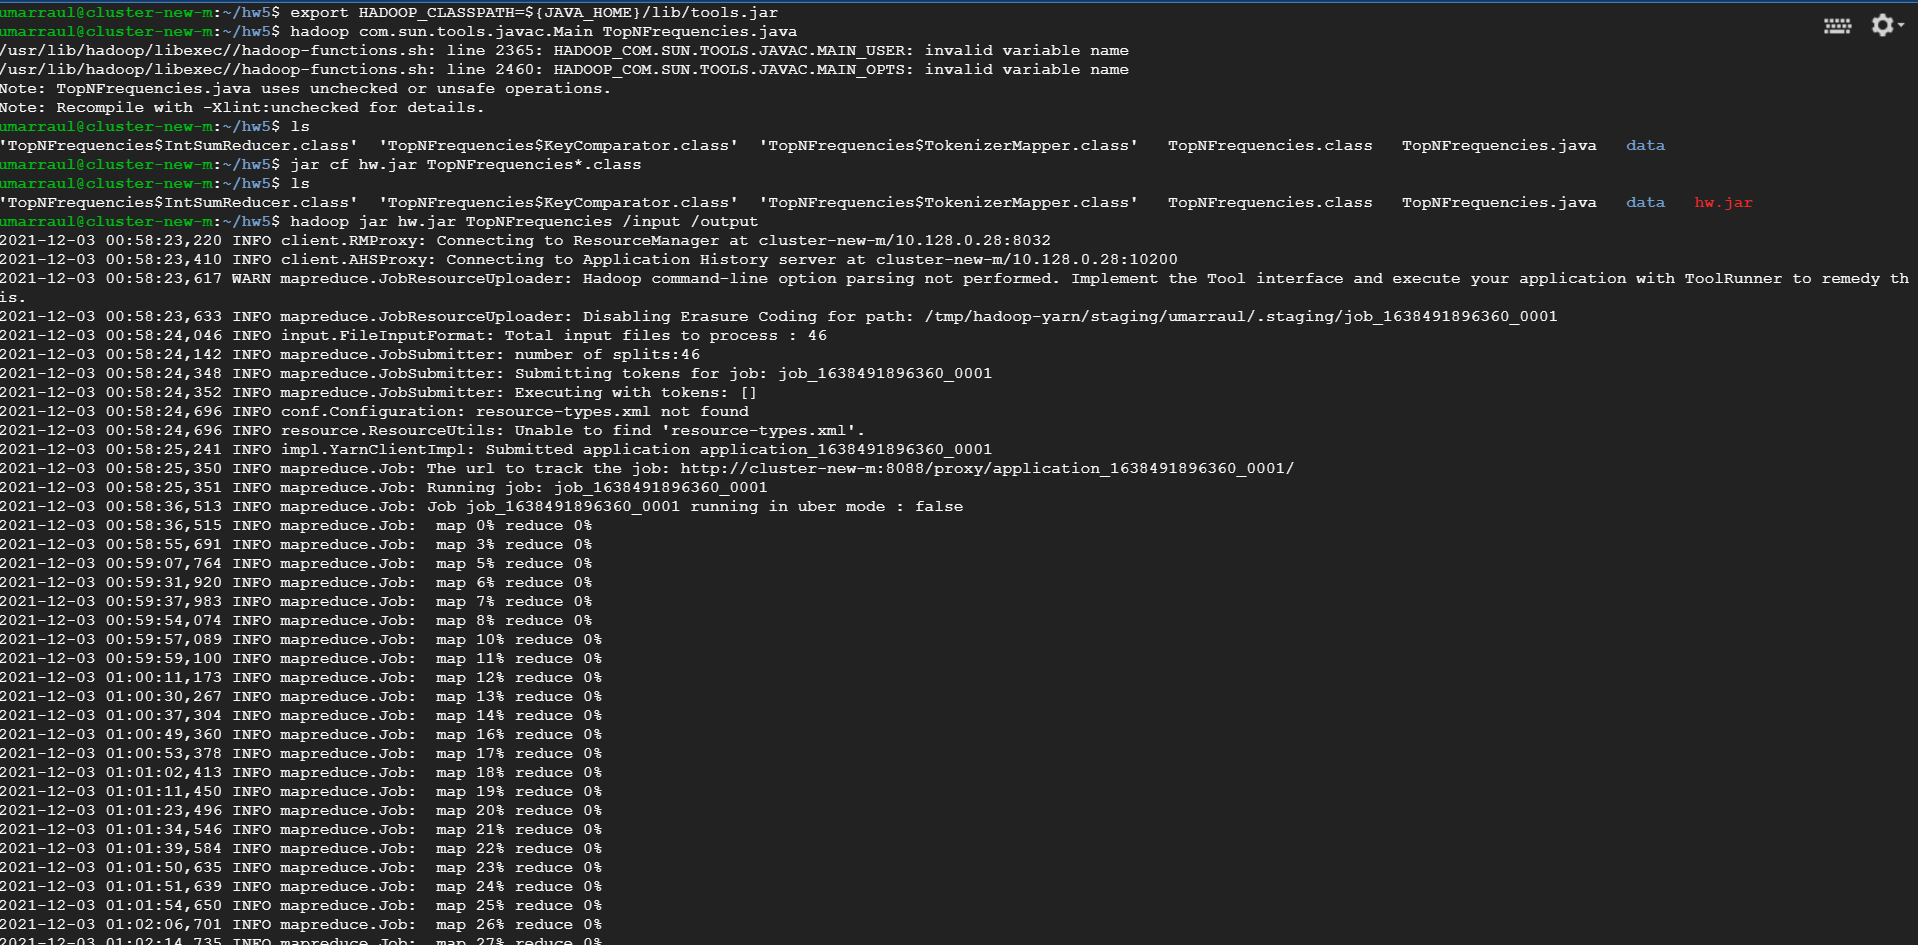 umarraul@cluster-new-m:~/hw5$ export HADOOP_CLASSPATH=${JAVA_HOME}/lib/tools.jar
umarraul@cluster-new-m:~/hw5$ hadoop com.sun.tools.javac.Main TopNFrequencies.java
/usr/lib/hadoop/libexec//hadoop-functions.sh: line 2365: HADOOP_COM.SUN.TOOLS.JAVAC.MAIN_USER: invalid variable name
/usr/lib/hadoop/libexec//hadoop-functions.sh: line 2460: HADOOP_COM.SUN.TOOLS.JAVAC.MAIN_OPTS: invalid variable name
Note: TopNFrequencies.java uses unchecked or unsafe operations.
Note: Recompile with -Xlint:unchecked for details.
umarraul@cluster-new-m:~/hw5$ ls
'TopNFrequencies$IntSumReducer.class'  'TopNFrequencies$KeyComparator.class'  'TopNFrequencies$TokenizerMapper.class'   TopNFrequencies.class   TopNFrequencies.java   data
umarraul@cluster-new-m:~/hw5$ jar cf hw.jar TopNFrequencies*.class
umarraul@cluster-new-m:~/hw5$ ls
'TopNFrequencies$IntSumReducer.class'  'TopNFrequencies$KeyComparator.class'  'TopNFrequencies$TokenizerMapper.class'   TopNFrequencies.class   TopNFrequencies.java   data   hw.jar
umarraul@cluster-new-m:~/hw5$ hadoop jar hw.jar TopNFrequencies /input /output
2021-12-03 00:58:23,220 INFO client.RMProxy: Connecting to ResourceManager at cluster-new-m/10.128.0.28:8032
2021-12-03 00:58:23,410 INFO client.AHSProxy: Connecting to Application History server at cluster-new-m/10.128.0.28:10200
2021-12-03 00:58:23,617 WARN mapreduce.JobResourceUploader: Hadoop command-line option parsing not performed. Implement the Tool interface and execute your application with ToolRunner to remedy th
is.
2021-12-03 00:58:23,633 INFO mapreduce.JobResourceUploader: Disabling Erasure Coding for path: /tmp/hadoop-yarn/staging/umarraul/.staging/job_1638491896360_0001
2021-12-03 00:58:24,046 INFO input.FileInputFormat: Total input files to process : 46
2021-12-03 00:58:24,142 INFO mapreduce.JobSubmitter: number of splits:46
2021-12-03 00:58:24,348 INFO mapreduce.JobSubmitter: Submitting tokens for job: job_1638491896360_0001
2021-12-03 00:58:24,352 INFO mapreduce.JobSubmitter: Executing with tokens: []
2021-12-03 00:58:24,696 INFO conf.Configuration: resource-types.xml not found
2021-12-03 00:58:24,696 INFO resource.ResourceUtils: Unable to find 'resource-types.xml'.
2021-12-03 00:58:25,241 INFO impl.YarnClientImpl: Submitted application application_1638491896360_0001
2021-12-03 00:58:25,350 INFO mapreduce.Job: The url to track the job: http://cluster-new-m:8088/proxy/application_1638491896360_0001/
2021-12-03 00:58:25,351 INFO mapreduce.Job: Running job: job_1638491896360_0001
2021-12-03 00:58:36,513 INFO mapreduce.Job: Job job_1638491896360_0001 running in uber mode : false
2021-12-03 00:58:36,515 INFO mapreduce.Job:  map 0% reduce 0%
2021-12-03 00:58:55,691 INFO mapreduce.Job:  map 3% reduce 0%
2021-12-03 00:59:07,764 INFO mapreduce.Job:  map 5% reduce 0%
2021-12-03 00:59:31,920 INFO mapreduce.Job:  map 6% reduce 0%
2021-12-03 00:59:37,983 INFO mapreduce.Job:  map 7% reduce 0%
2021-12-03 00:59:54,074 INFO mapreduce.Job:  map 8% reduce 0%
2021-12-03 00:59:57,089 INFO mapreduce.Job:  map 10% reduce 0%
2021-12-03 00:59:59,100 INFO mapreduce.Job:  map 11% reduce 0%
2021-12-03 01:00:11,173 INFO mapreduce.Job:  map 12% reduce 0%
2021-12-03 01:00:30,267 INFO mapreduce.Job:  map 13% reduce 0%
2021-12-03 01:00:37,304 INFO mapreduce.Job:  map 14% reduce 0%
2021-12-03 01:00:49,360 INFO mapreduce.Job:  map 16% reduce 0%
2021-12-03 01:00:53,378 INFO mapreduce.Job:  map 17% reduce 0%
2021-12-03 01:01:02,413 INFO mapreduce.Job:  map 18% reduce 0%
2021-12-03 01:01:11,450 INFO mapreduce.Job:  map 19% reduce 0%
2021-12-03 01:01:23,496 INFO mapreduce.Job:  map 20% reduce 0%
2021-12-03 01:01:34,546 INFO mapreduce.Job:  map 21% reduce 0%
2021-12-03 01:01:39,584 INFO mapreduce.Job:  map 22% reduce 0%
2021-12-03 01:01:50,635 INFO mapreduce.Job:  map 23% reduce 0%
2021-12-03 01:01:51,639 INFO mapreduce.Job:  map 24% reduce 0%
2021-12-03 01:01:54,650 INFO mapreduce.Job:  map 25% reduce 0%
2021-12-03 01:02:06,701 INFO mapreduce.Job:  map 26% reduce 0%
2021-12-03 01:02:14,735 INFO mapreduce.Job:  map 27% reduce 0%